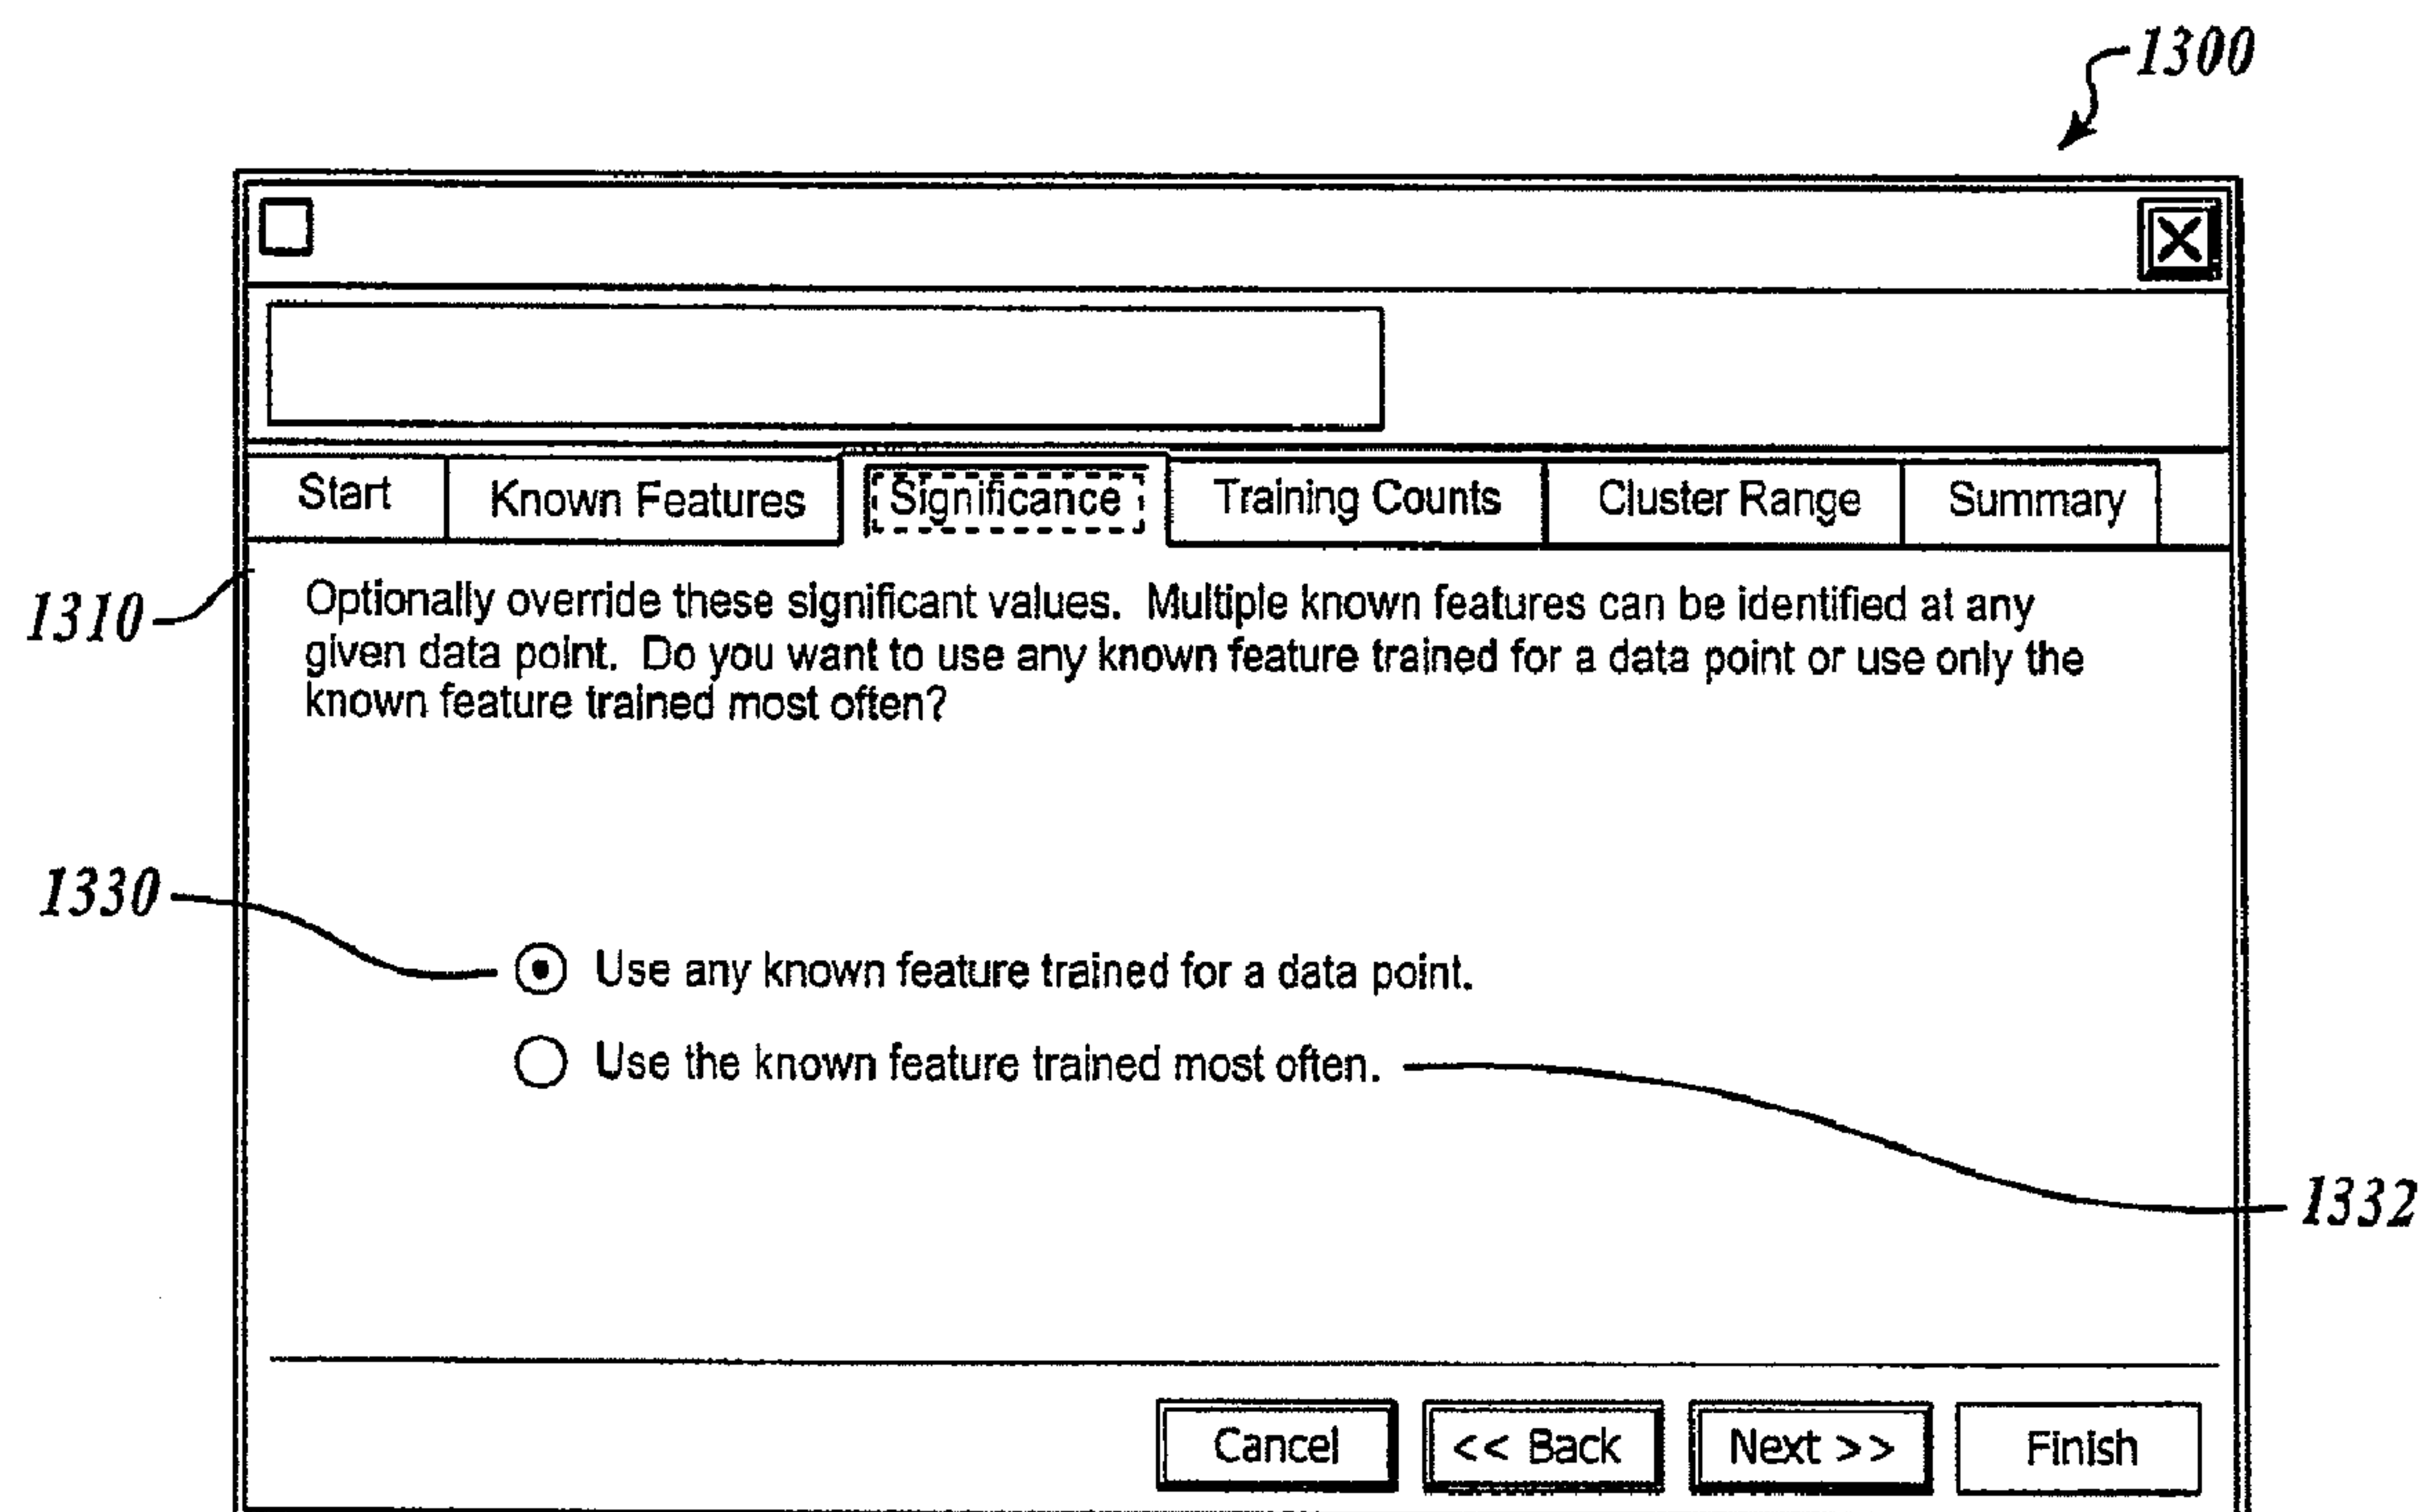 1300
Start Known Features Significance Training Counts Cluster Range Summary
1310
Optionally override these significant values. Multiple known features can be identified at any
given data point. Do you want to use any known feature trained for a data point or use only the
known feature trained most often?
1330
Use any known feature trained for a data point.
Use the known feature trained most often.
1332
Cancel << Back Next >> Finish